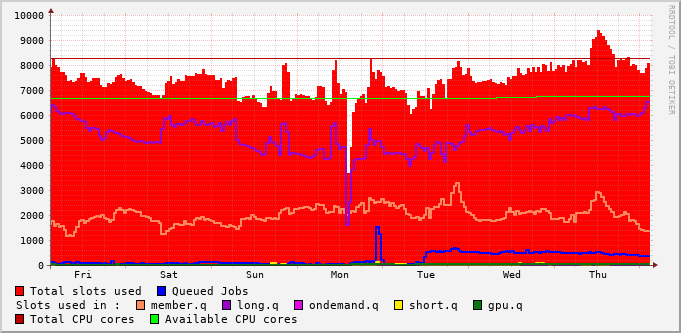 10000
9000
8000
7000
6000
5000
4000
3000
2000
1000
0
Fri Sat Sun Mon Tue Wed Thu
RRDTOOL / TOBI OETIKER
Total slots used Queued Jobs
Slots used in : member.q long.q ondemand.q short.q gpu.q
Total CPU cores Available CPU cores